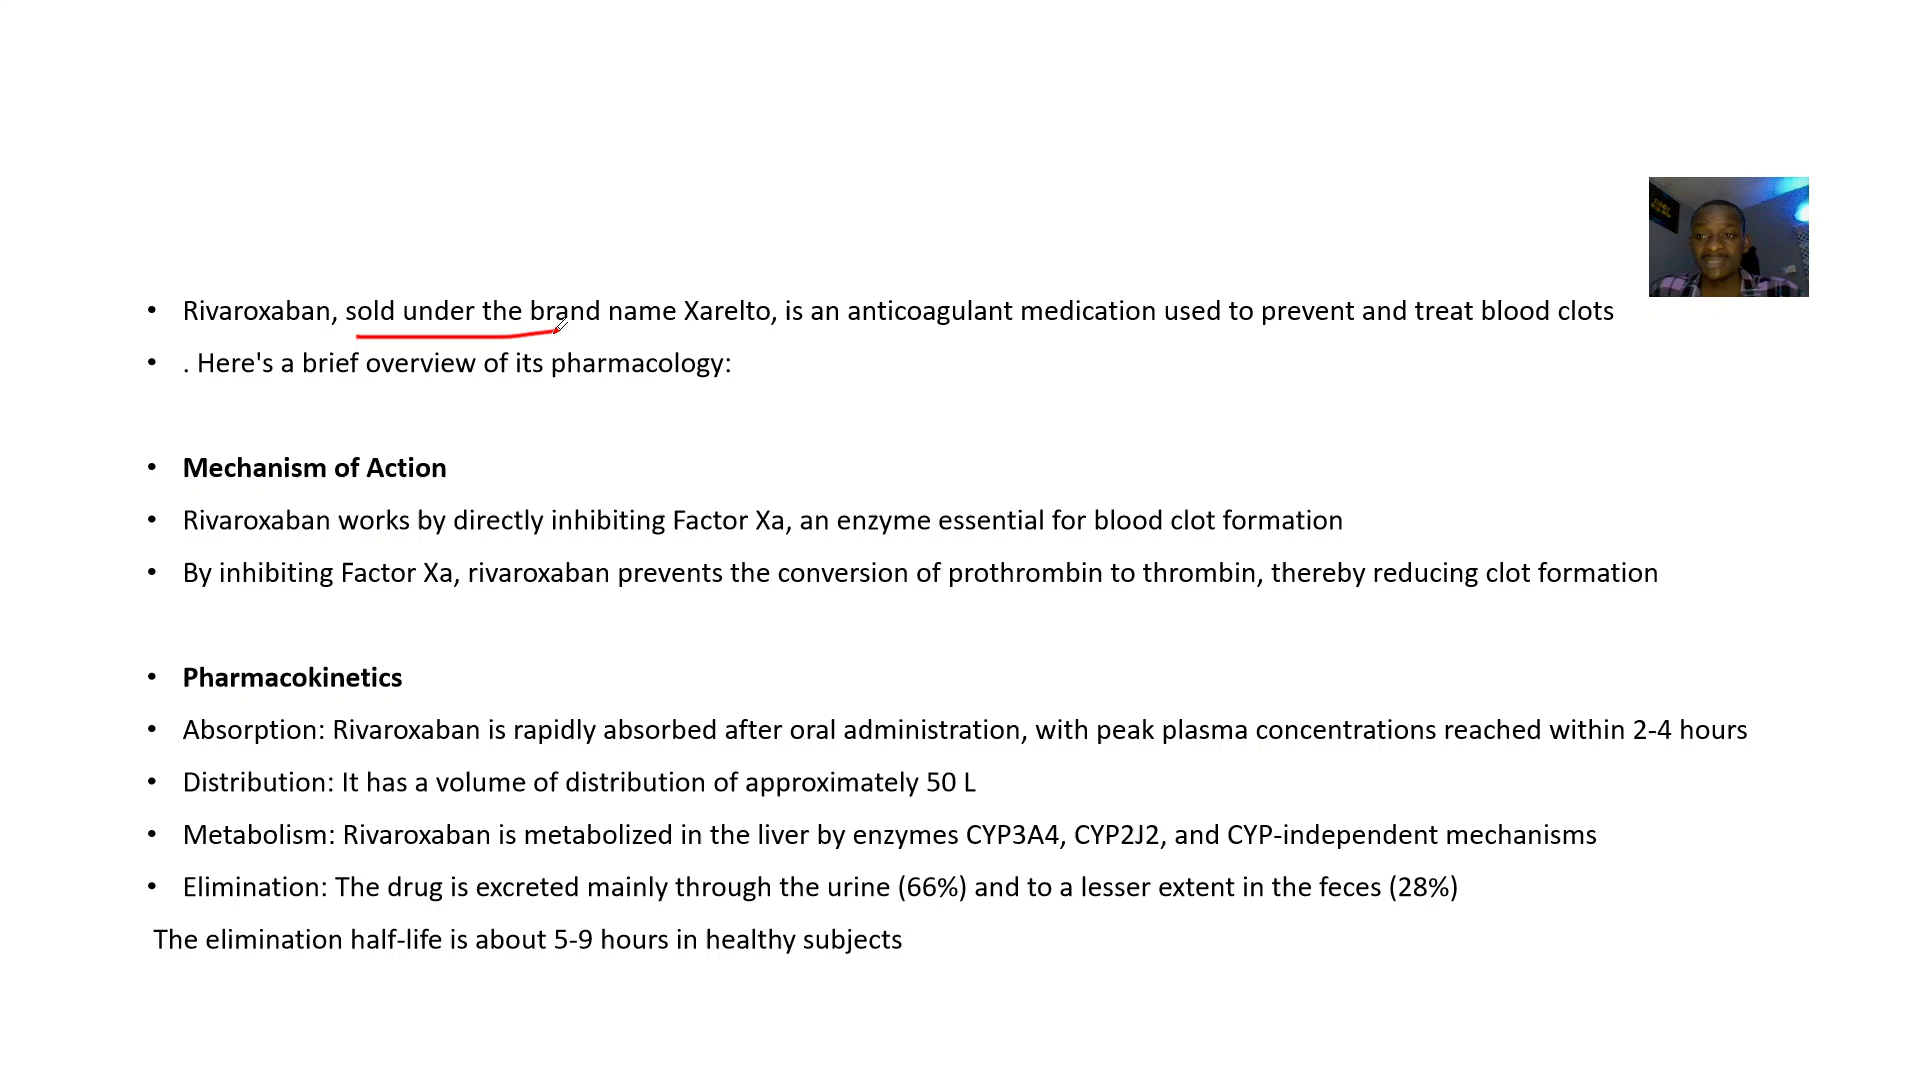 • Rivaroxaban, sold under the brand name Xarelto, is an anticoagulant medication used to prevent and treat blood clots
• . Here's a brief overview of its pharmacology:
• Mechanism of Action
• Rivaroxaban works by directly inhibiting Factor Xa, an enzyme essential for blood clot formation
• By inhibiting Factor Xa, rivaroxaban prevents the conversion of prothrombin to thrombin, thereby reducing clot formation
• Pharmacokinetics
• Absorption: Rivaroxaban is rapidly absorbed after oral administration, with peak plasma concentrations reached within 2-4 hours
• Distribution: It has a volume of distribution of approximately 50 L
• Metabolism: Rivaroxaban is metabolized in the liver by enzymes CYP3A4, CYP2J2, and CYP-independent mechanisms
• Elimination: The drug is excreted mainly through the urine (66%) and to a lesser extent in the feces (28%)
The elimination half-life is about 5-9 hours in healthy subjects